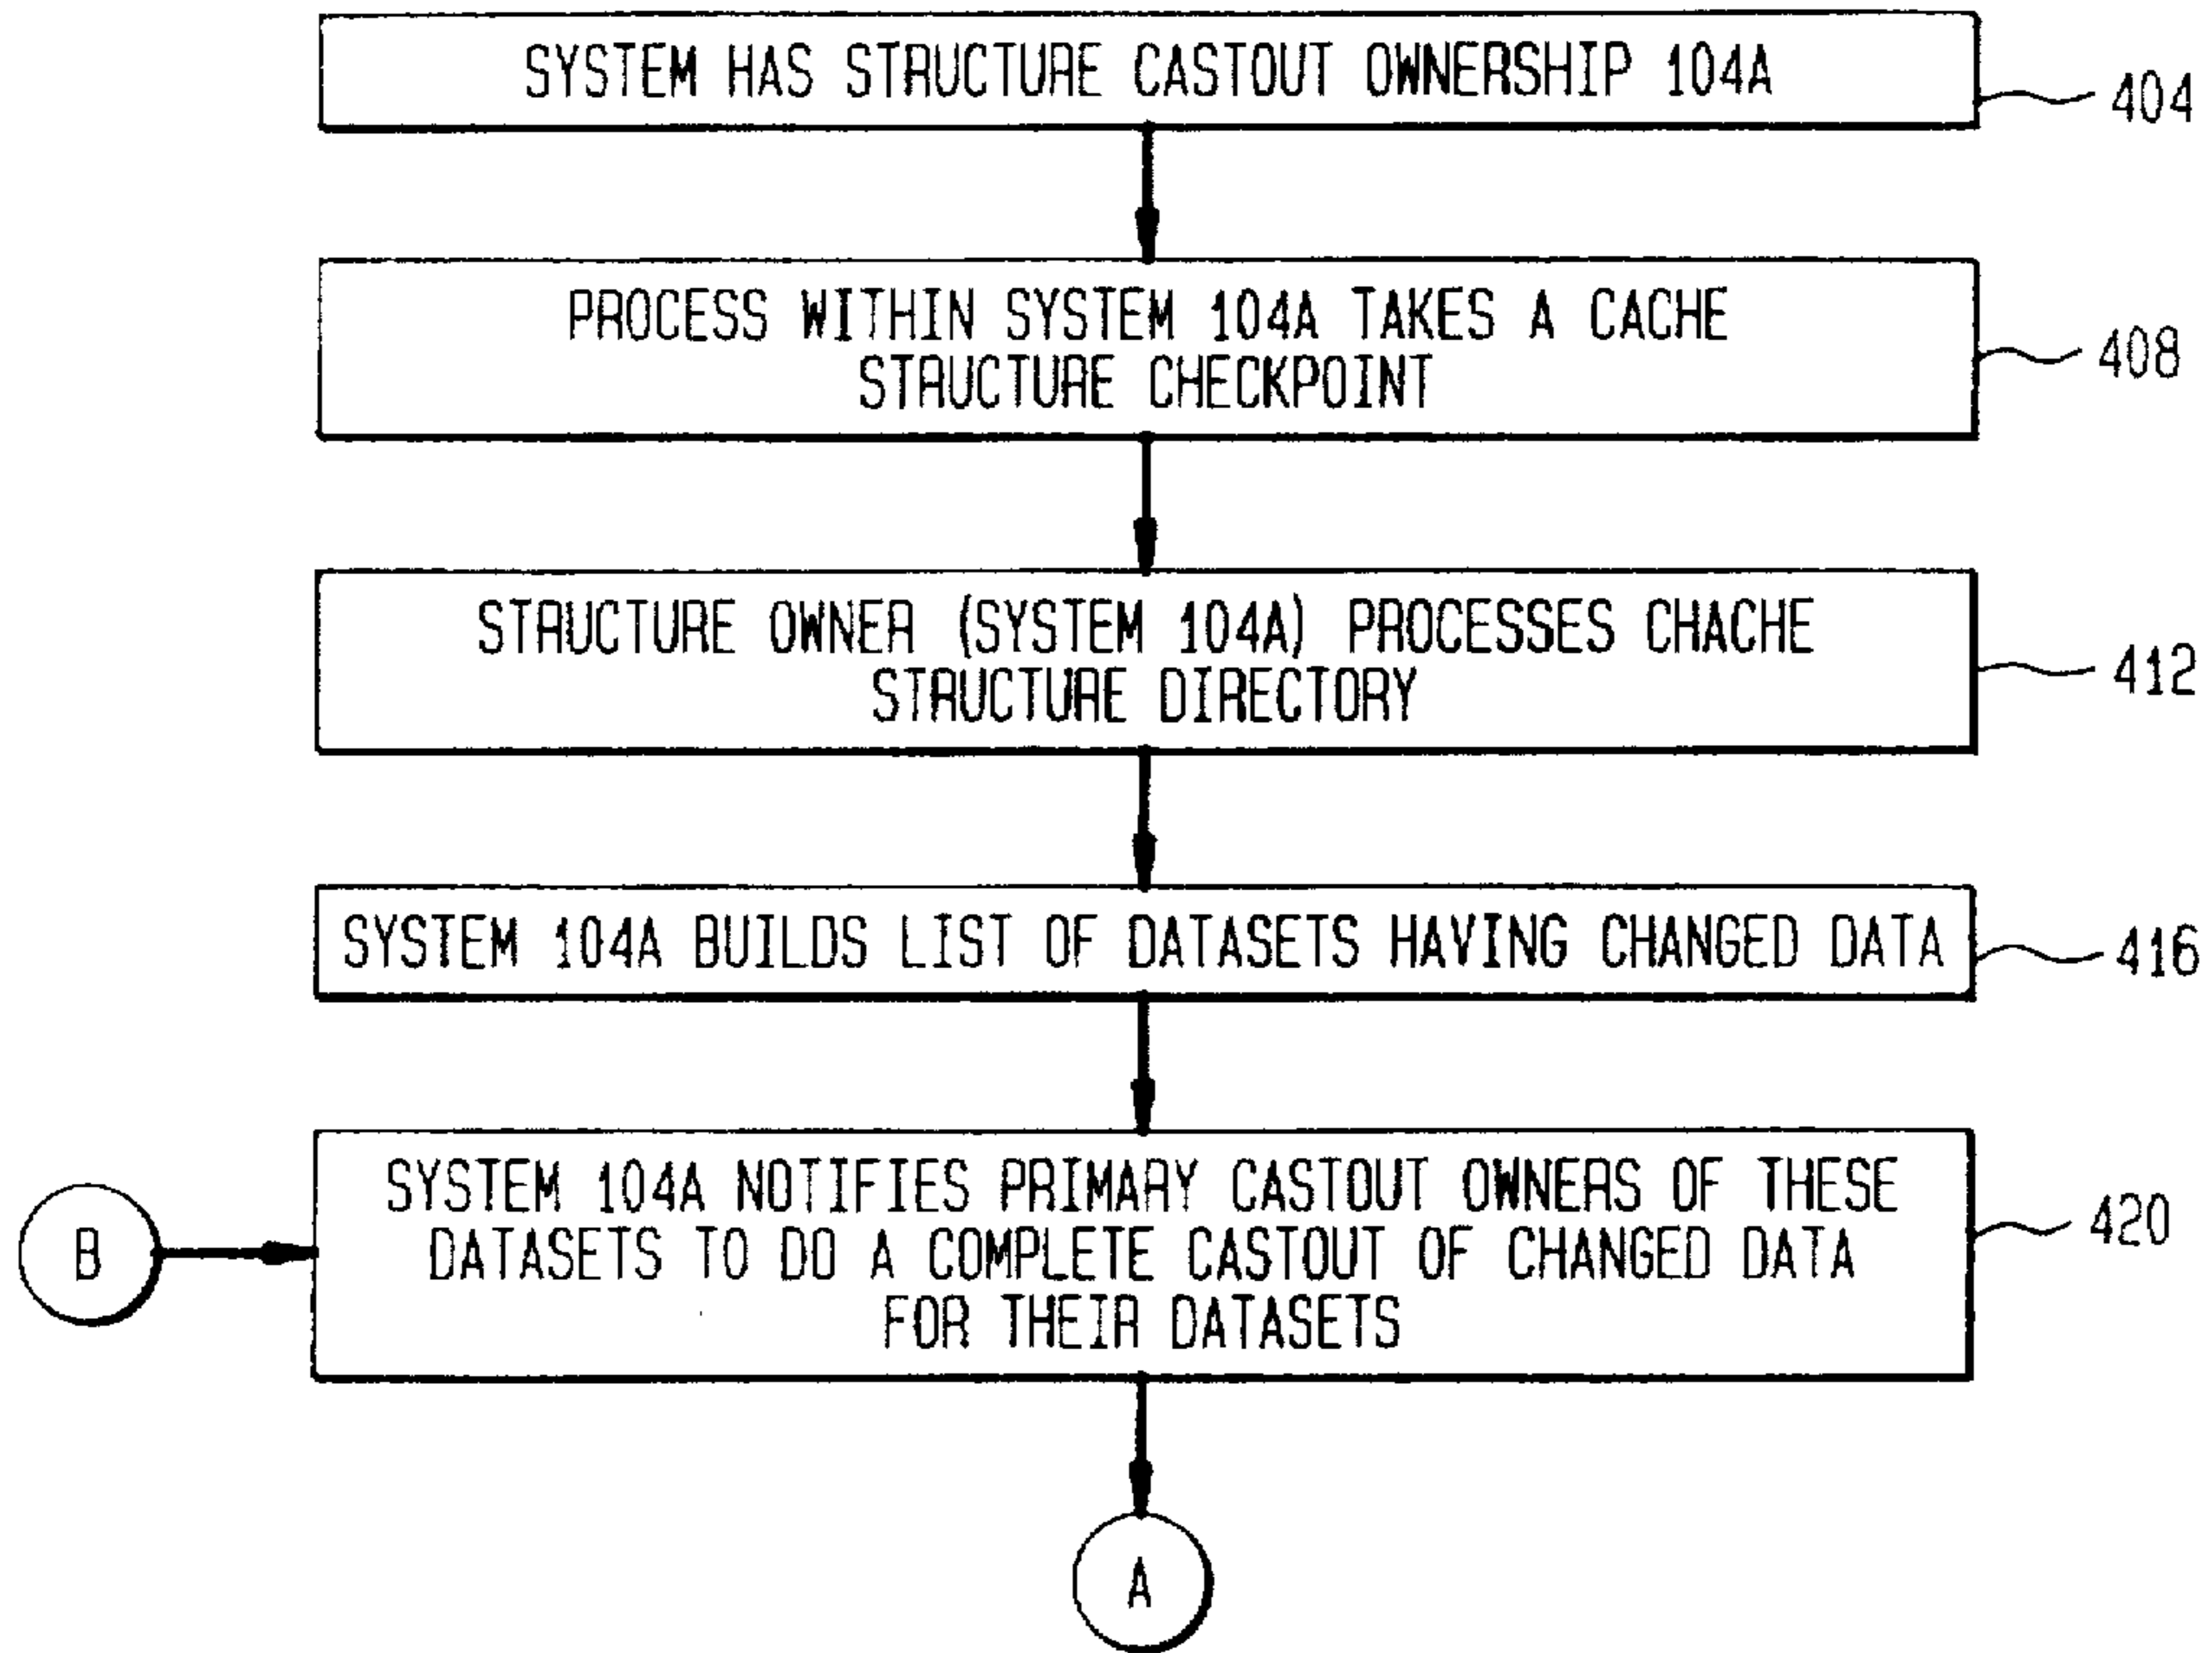 SYSTEM HAS STRUCTURE CASTOUT OWNERSHIP 104A
404
PROCESS WITHIN SYSTEM 104A TAKES A CACHE
STRUCTURE CHECKPOINT
408
STRUCTURE OWNER (SYSTEM 104A) PROCESSES CHACHE
STRUCTURE DIRECTORY
412
SYSTEM 104A BUILDS LIST OF DATASETS HAVING CHANGED DATA
416
B
SYSTEM 104A NOTIFIES PRIMARY CASTOUT OWNERS OF THESE
DATASETS TO DO A COMPLETE CASTOUT OF CHANGED DATA
FOR THEIR DATASETS
420
A